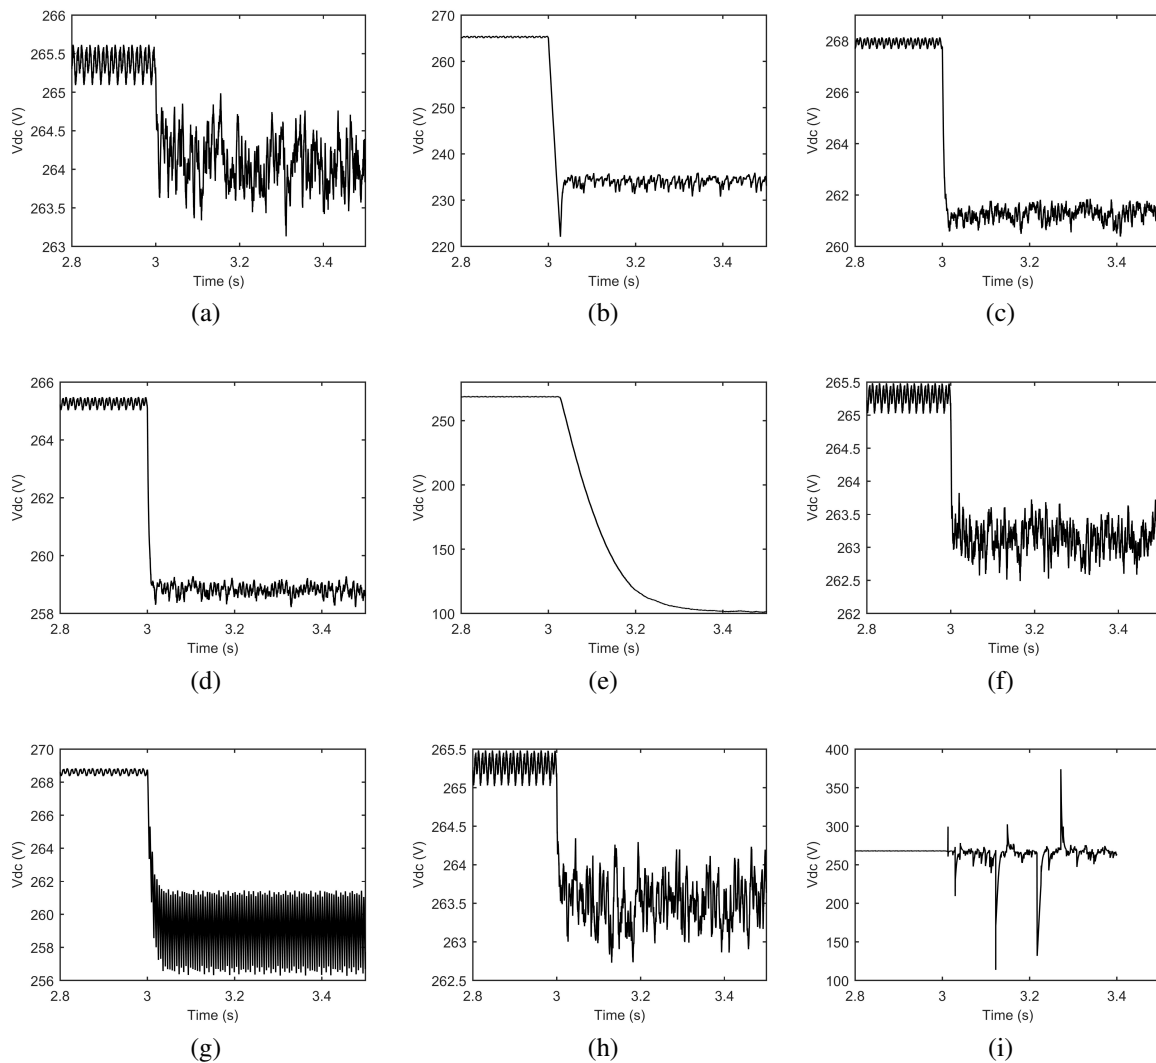 266
265.5
265
264.5
264
263.5
263
Vdc (V)
2.8 3 3.2 3.4
Time (s)
(a)
270
260
250
240
230
220
Vdc (V)
2.8 3 3.2 3.4
Time (s)
(b)
268
266
264
262
260
Vdc (V)
2.8 3 3.2 3.4
Time (s)
(c)
266
264
262
260
258
Vdc (V)
2.8 3 3.2 3.4
Time (s)
(d)
250
200
150
100
Vdc (V)
2.8 3 3.2 3.4
Time (s)
(e)
265.5
265
264.5
264
263.5
263
262.5
262
Vdc (V)
2.8 3 3.2 3.4
Time (s)
(f)
270
268
266
264
262
260
258
256
Vdc (V)
2.8 3 3.2 3.4
Time (s)
(g)
265.5
265
264.5
264
263.5
263
262.5
Vdc (V)
2.8 3 3.2 3.4
Time (s)
(h)
400
350
300
250
200
150
100
Vdc (V)
2.8 3 3.2 3.4
Time (s)
(i)